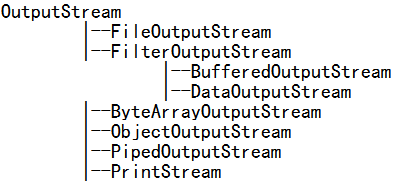 OutputStream
|--FileOutputStream
|--FilterOutputStream
|--BufferedOutputStream
|--DataOutputStream
|--ByteArrayOutputStream
|--ObjectOutputStream
|--PipedOutputStream
|--PrintStream